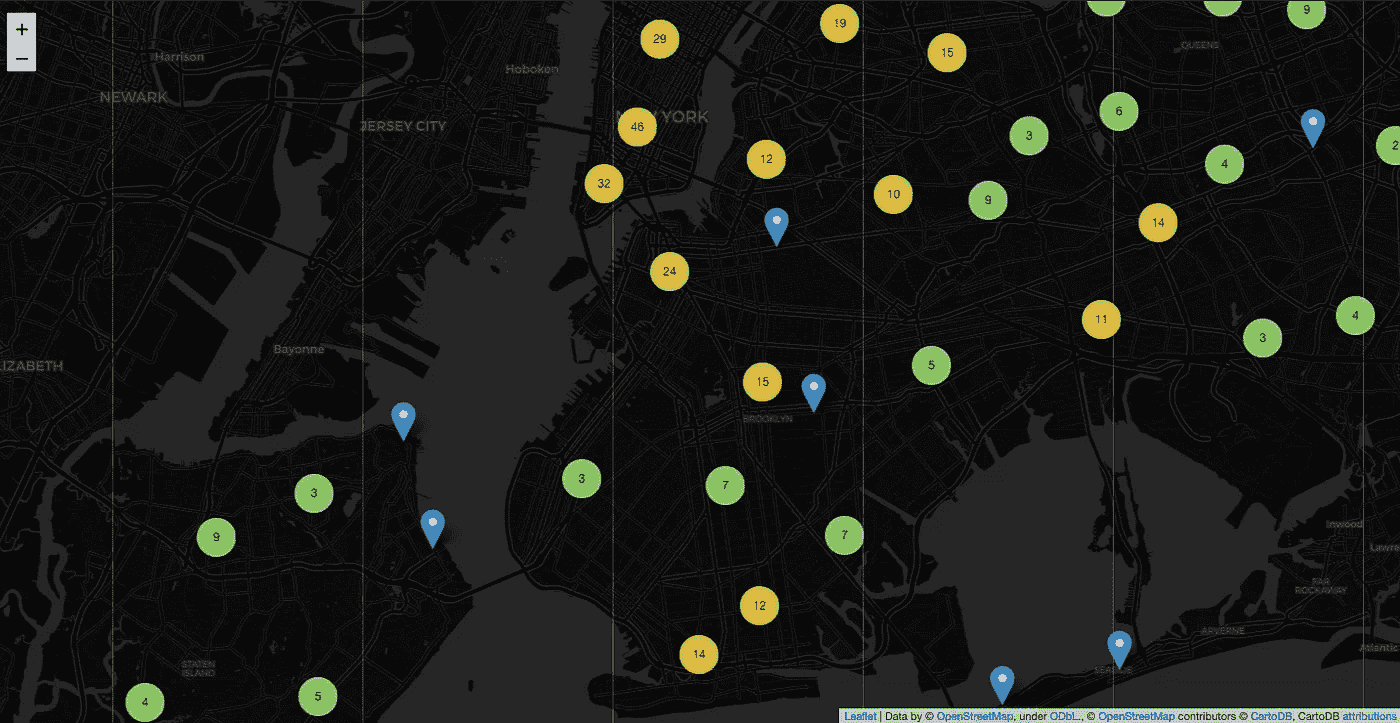 +
−
9
19
29
15
QUEENS
Harrison
Hoboken
NEWARK
6
YORK
JERSEY CITY
46
3
2
12
4
32
10
9
14
24
4
11
3
Bayonne
5
LIZABETH
15
BROOKLYN
3
7
3
9
7
Inwood
Lawre
FAR
ROCKAWAY
12
ARVERNE
Atlantic
14
STATEN
ISLAND
SEASIDE
5
4
Leaflet | Data by © OpenStreetMap, under ODbL., © OpenStreetMap contributors © CartoDB, CartoDB attributions